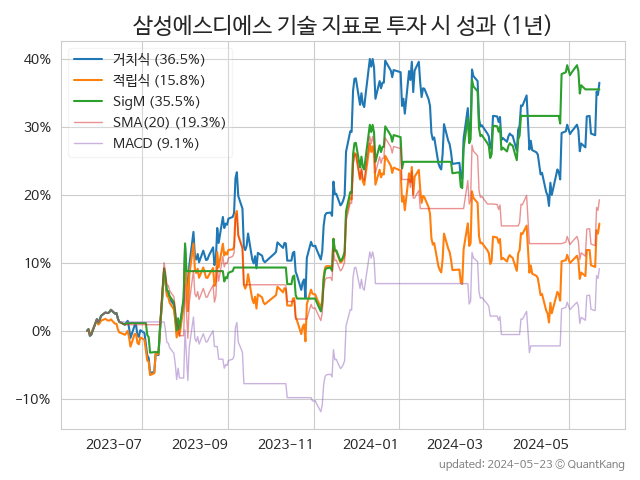 삼성에스디에스 기술 지표로 투자 시 성과 (1년)
거치식 (36.5%)
적립식 (15.8%)
SigM (35.5%)
SMA(20) (19.3%)
MACD (9.1%)
40%
30%
20%
10%
0%
−10%
2023-07 2023-09 2023-11 2024-01 2024-03 2024-05
updated: 2024-05-23 © QuantKang